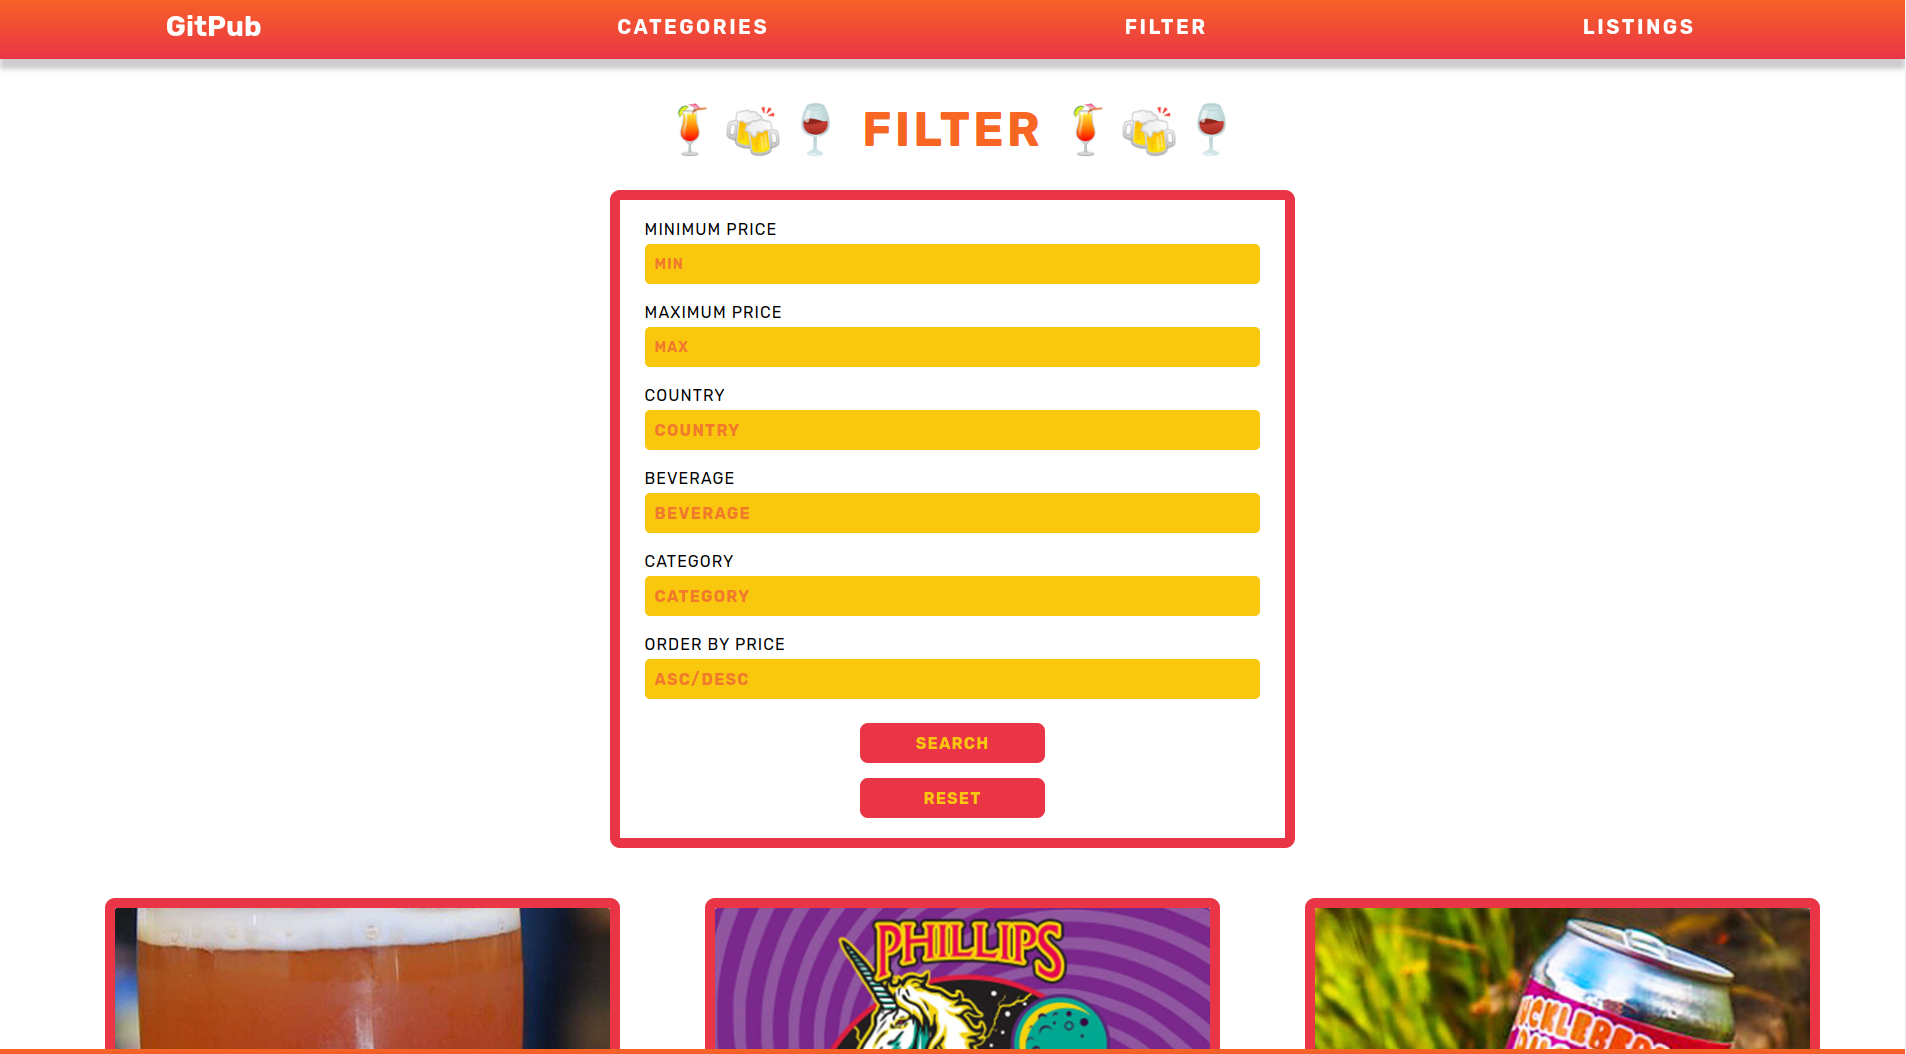 GitPub CATEGORIES FILTER LISTINGS
FILTER
MINIMUM PRICE
MIN
MAXIMUM PRICE
MAX
COUNTRY
COUNTRY
BEVERAGE
BEVERAGE
CATEGORY
CATEGORY
ORDER BY PRICE
ASC/DESC
SEARCH
RESET
PHILLIPS